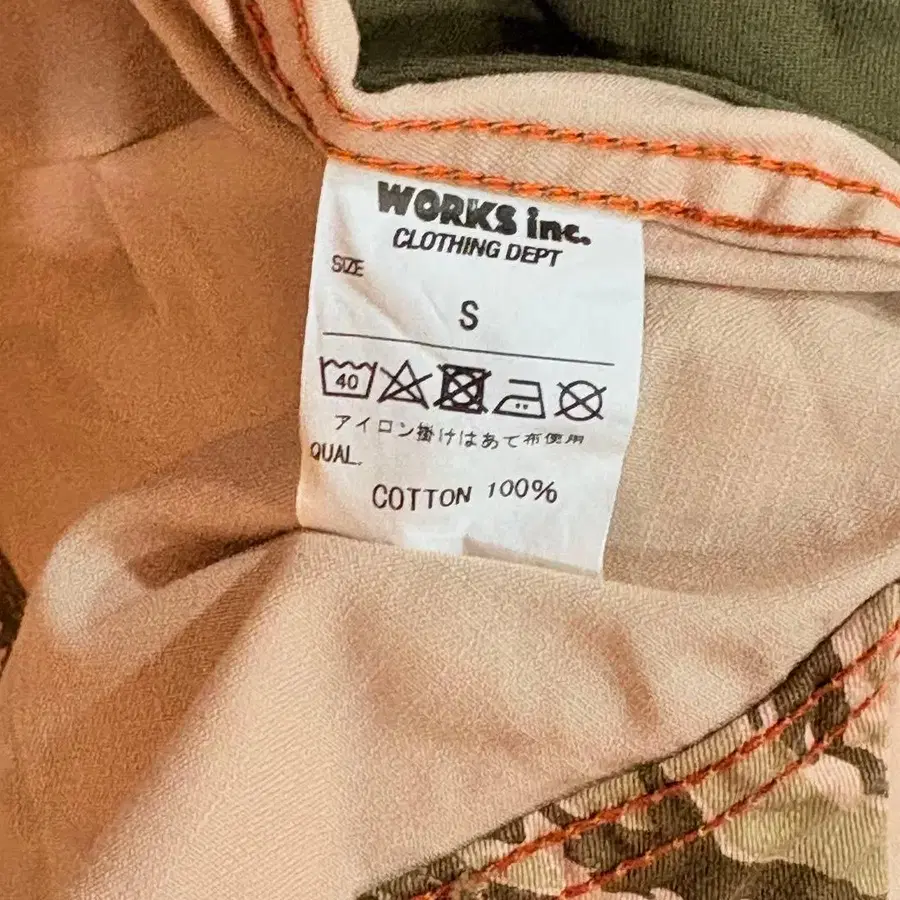 WORKS inc.
CLOTHING DEPT
SIZE
S
40
アイロン掛けはあて布使用
QUAL.
COTTON 100%